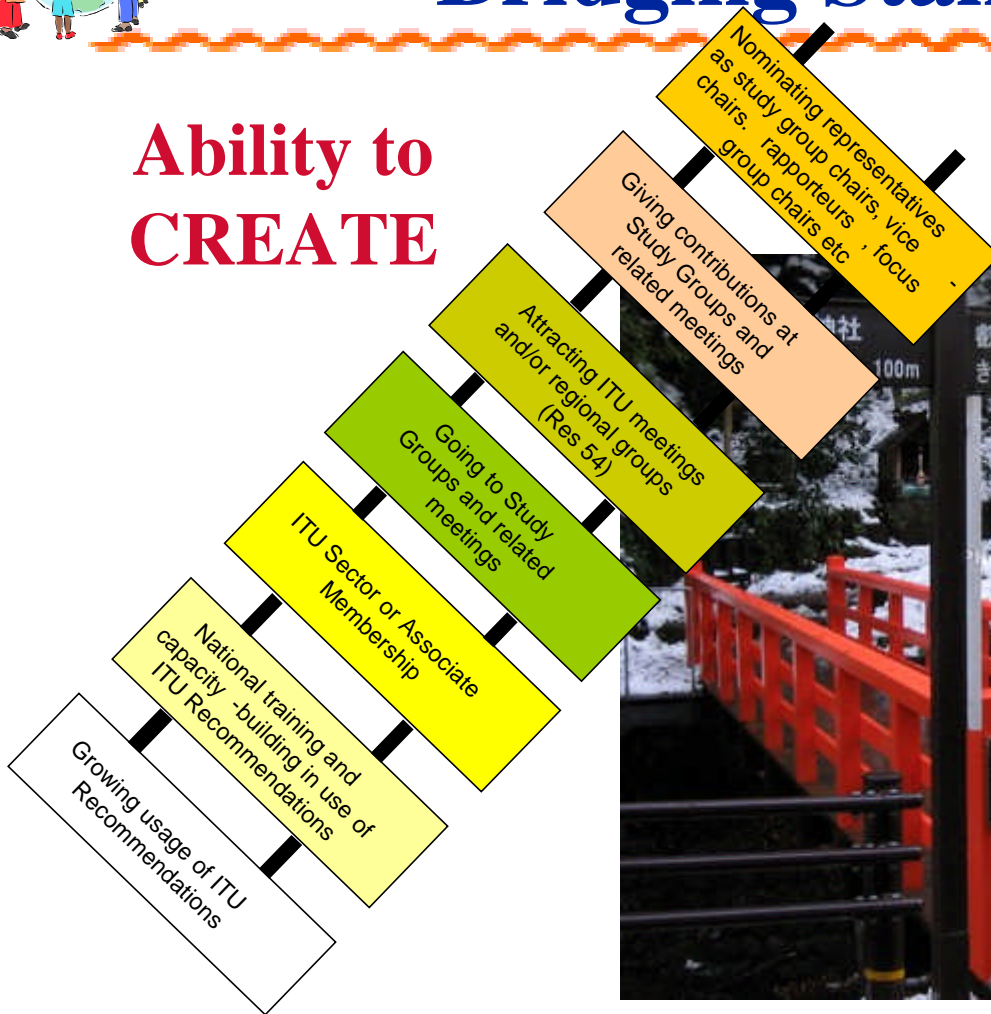 Ability to
CREATE
Nominating representatives
as study group chairs, vice -
chairs. rapporteurs , focus
group chairs etc
Giving contributions at
Study Groups and
related meetings
Attracting ITU meetings
and/or regional groups
(Res 54)
Going to Study
Groups and related
meetings
ITU Sector or Associate
Membership
National training and
capacity -building in use of
ITU Recommendations
Growing usage of ITU
Recommendations
100m